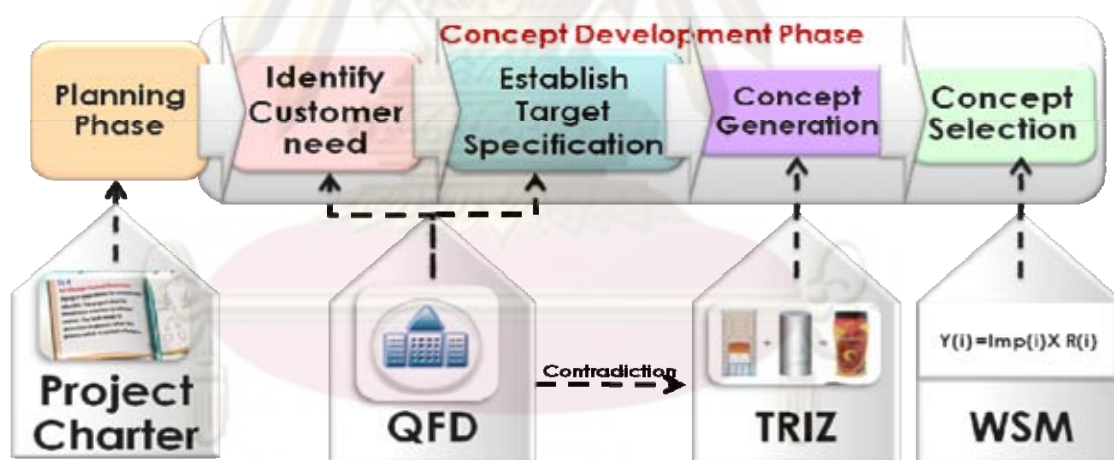 Concept Development Phase
Planning
Phase
Identify
Customer
need
Establish
Target
Specification
Concept
Generation
Concept
Selection
Project
Charter
QFD
Contradiction
TRIZ
Y(i)=Imp(i)X R(i)
WSM